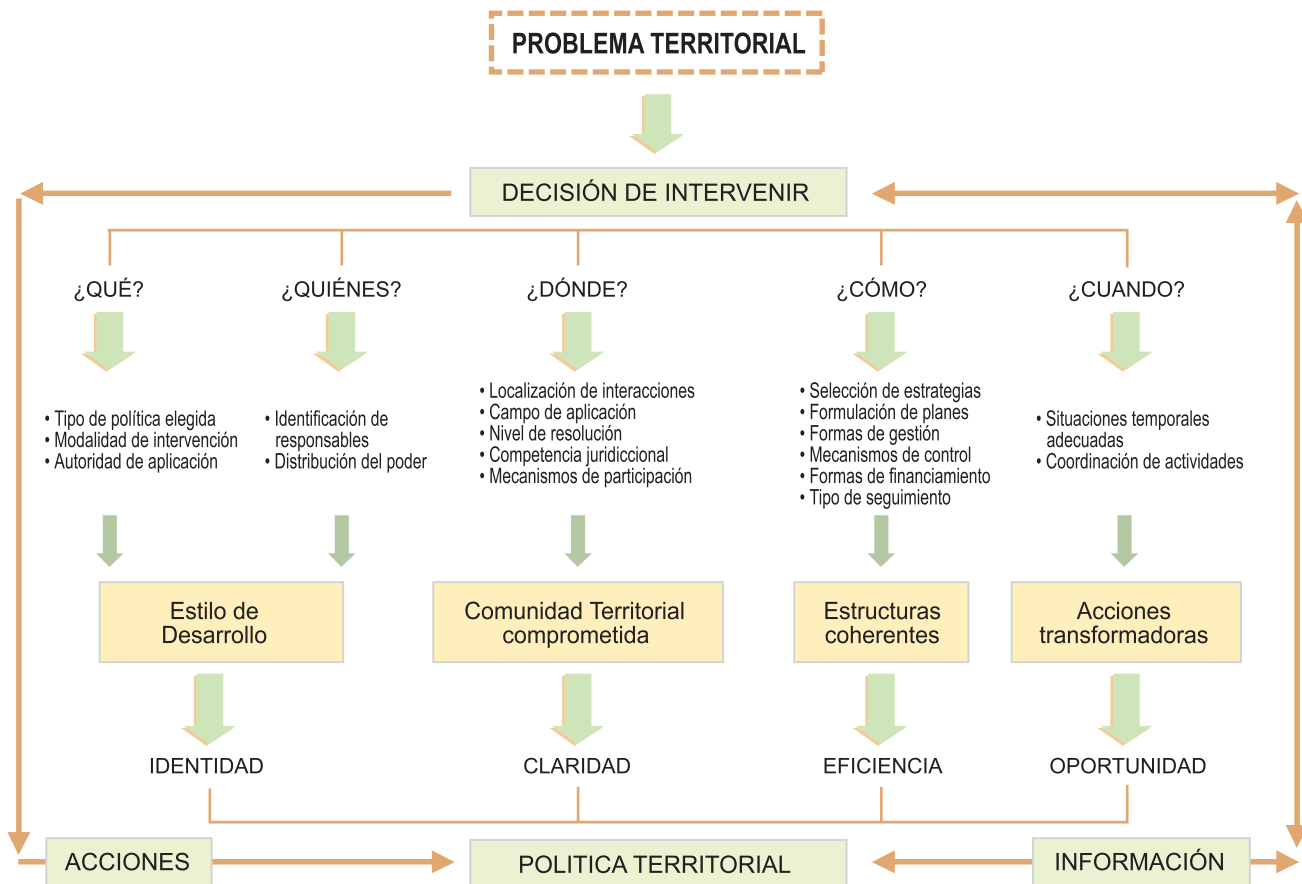 PROBLEMA TERRITORIAL
DECISIÓN DE INTERVENIR
¿QUÉ?
¿QUIÉNES?
¿DÓNDE?
¿CÓMO?
¿CUANDO?
• Tipo de política elegida
• Modalidad de intervención
• Autoridad de aplicación
• Identificación de
responsables
• Distribución del poder
• Localización de interacciones
• Campo de aplicación
• Nivel de resolución
• Competencia juridiccional
• Mecanismos de participación
• Selección de estrategias
• Formulación de planes
• Formas de gestión
• Mecanismos de control
• Formas de financiamiento
• Tipo de seguimiento
• Situaciones temporales
adecuadas
• Coordinación de actividades
Estilo de
Desarrollo
Comunidad Territorial
comprometida
Estructuras
coherentes
Acciones
transformadoras
IDENTIDAD
CLARIDAD
EFICIENCIA
OPORTUNIDAD
ACCIONES
POLITICA TERRITORIAL
INFORMACIÓN